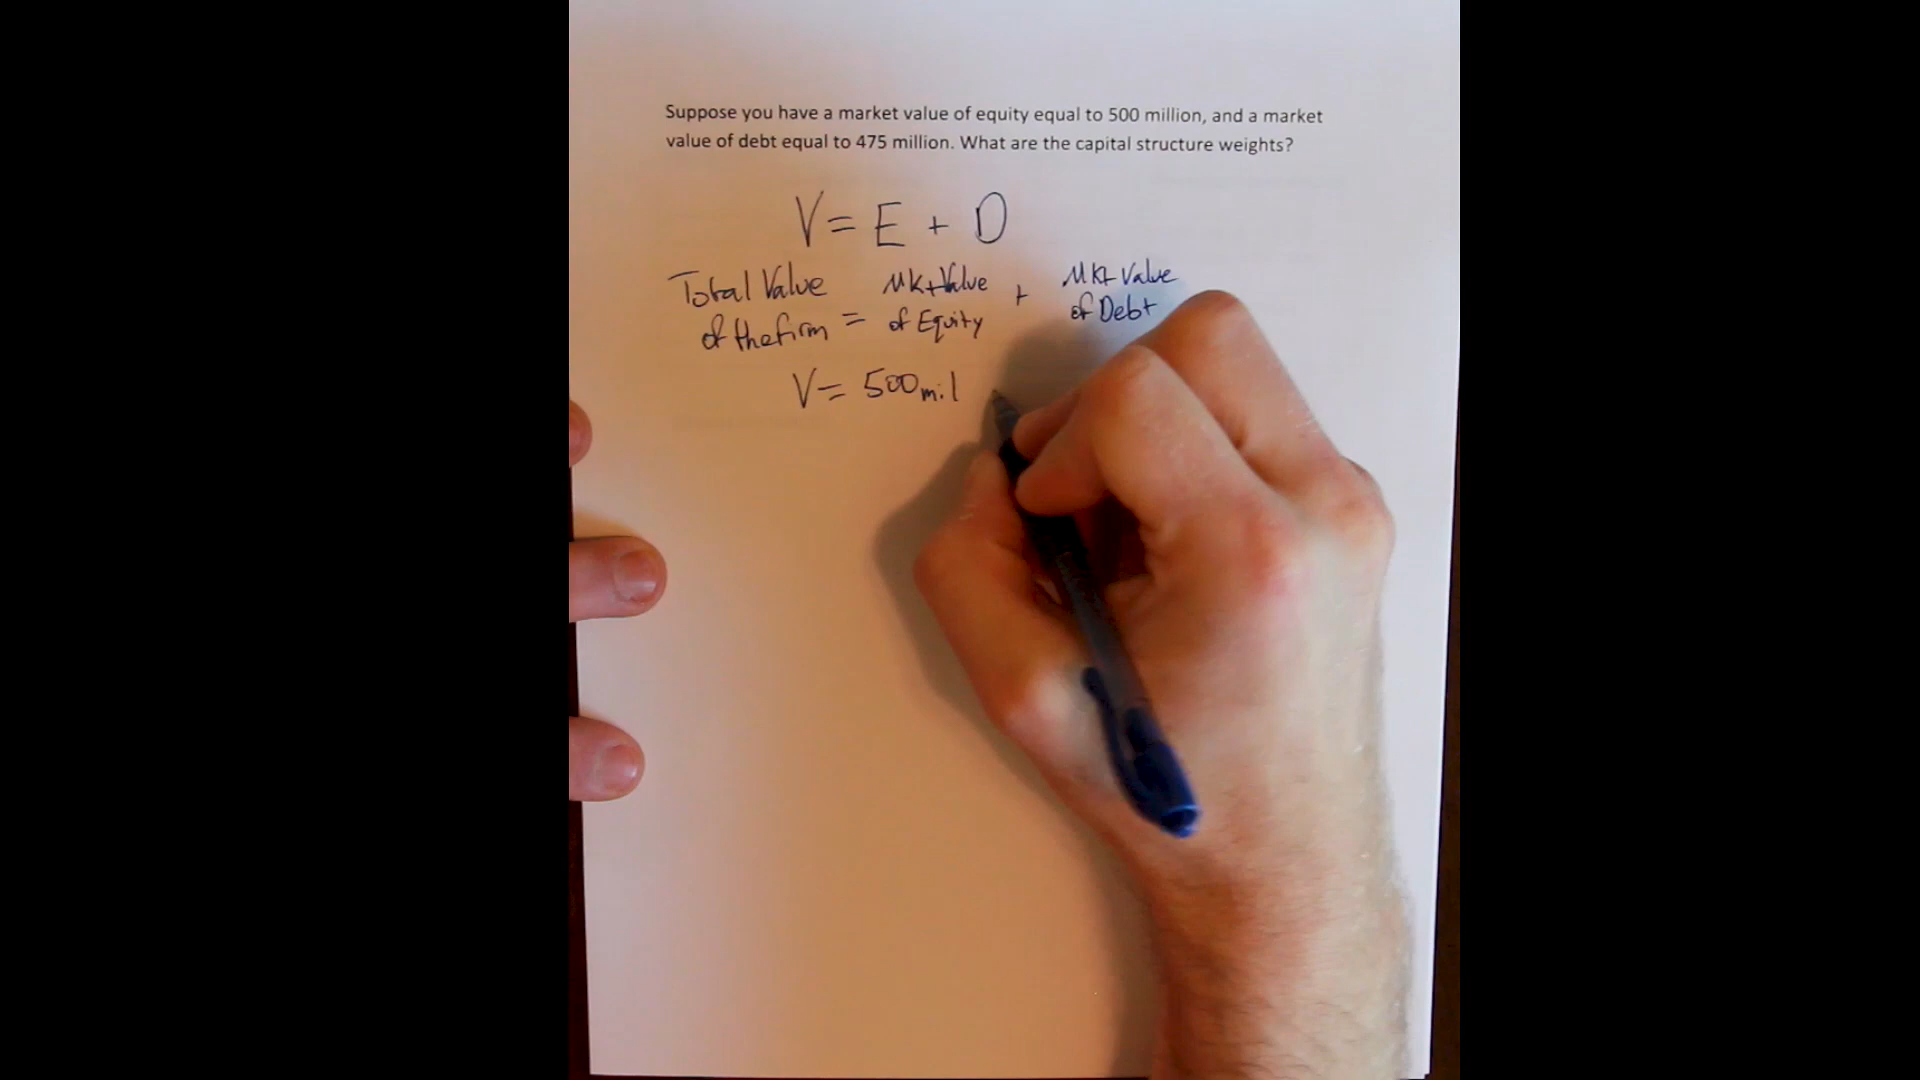 Suppose you have a market value of equity equal to 500 million, and a market
value of debt equal to 475 million. What are the capital structure weights?
V = E + D
Total Value Mkt Value + Mkt Value
of the firm = of Equity of Debt
V = 500 mil